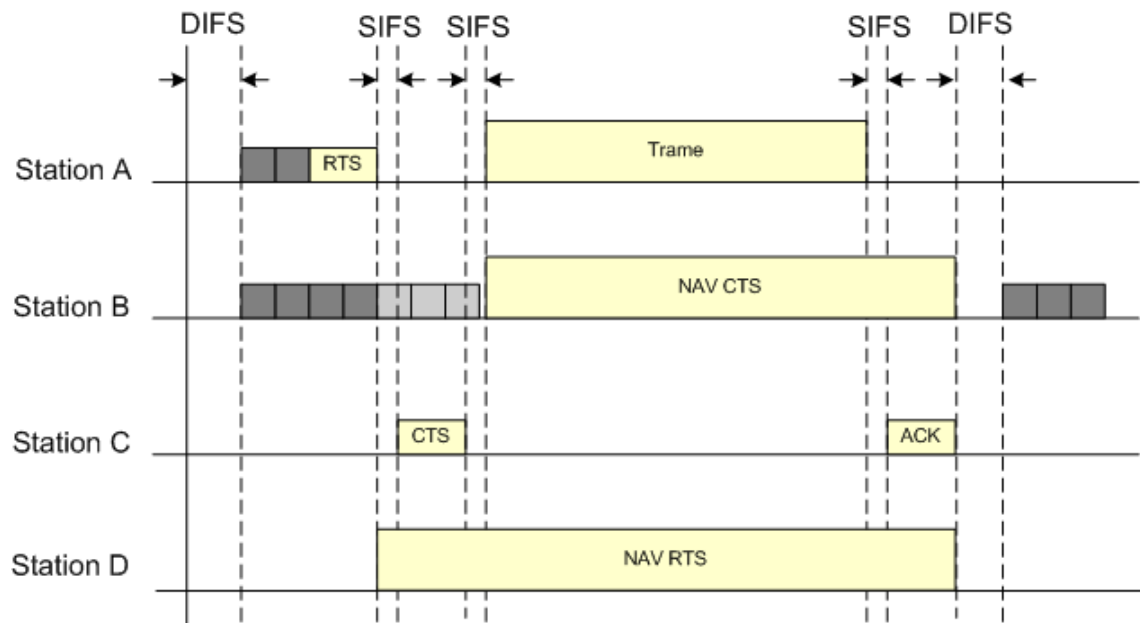 DIFS SIFS SIFS SIFS DIFS
Station A RTS Trame
Station B NAV CTS
Station C CTS ACK
Station D NAV RTS